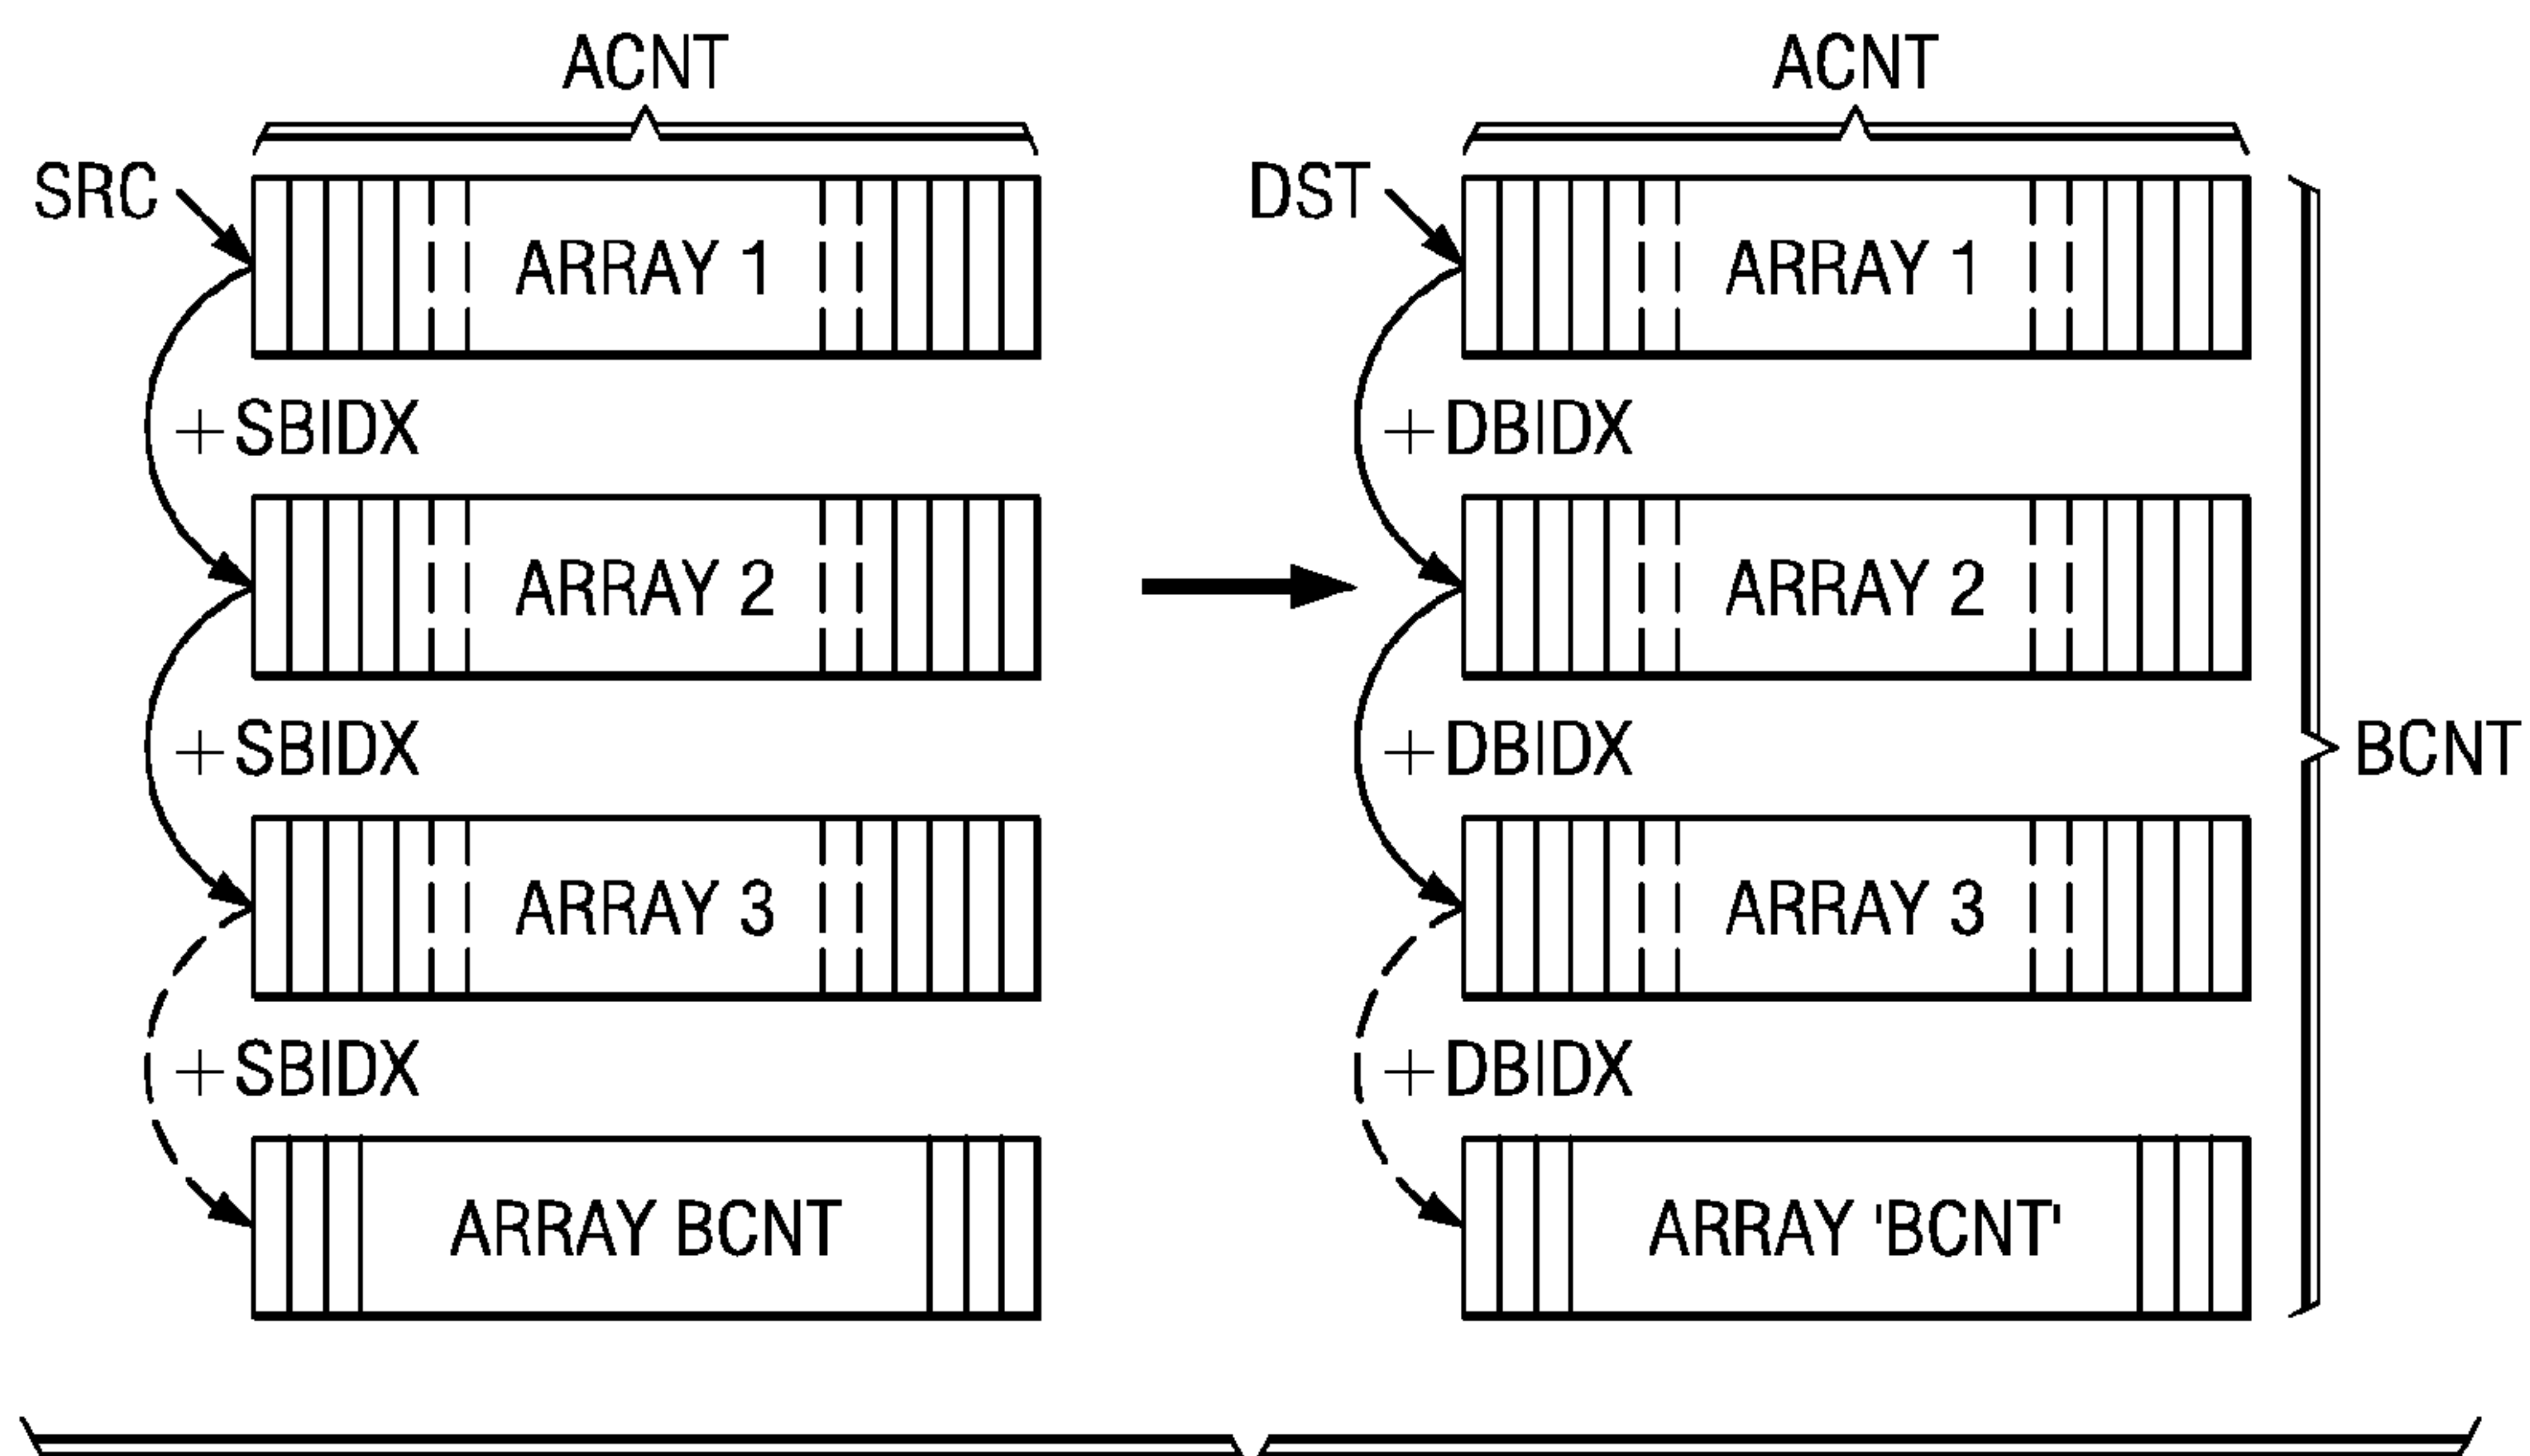 ACNT ACNT
SRC DST
ARRAY 1 ARRAY 1
+SBIDX +DBIDX
ARRAY 2 ARRAY 2
+SBIDX +DBIDX BCNT
ARRAY 3 ARRAY 3
+SBIDX +DBIDX
ARRAY BCNT ARRAY 'BCNT'